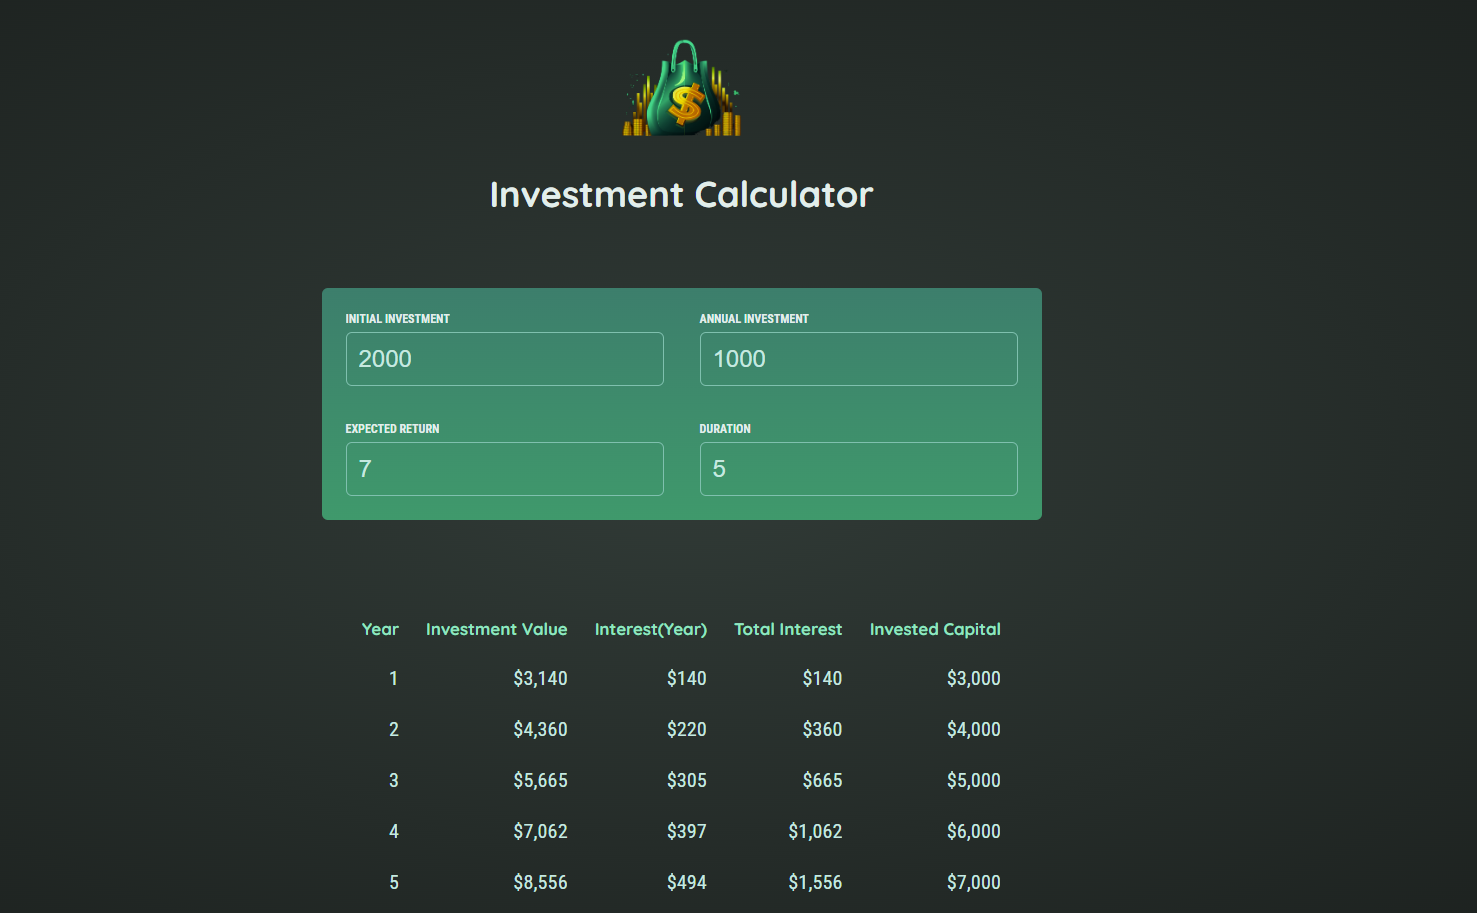 $
Investment Calculator
INITIAL INVESTMENT ANNUAL INVESTMENT
2000 1000
EXPECTED RETURN DURATION
7 5
Year Investment Value Interest(Year) Total Interest Invested Capital
1 $3,140 $140 $140 $3,000
2 $4,360 $220 $360 $4,000
3 $5,665 $305 $665 $5,000
4 $7,062 $397 $1,062 $6,000
5 $8,556 $494 $1,556 $7,000